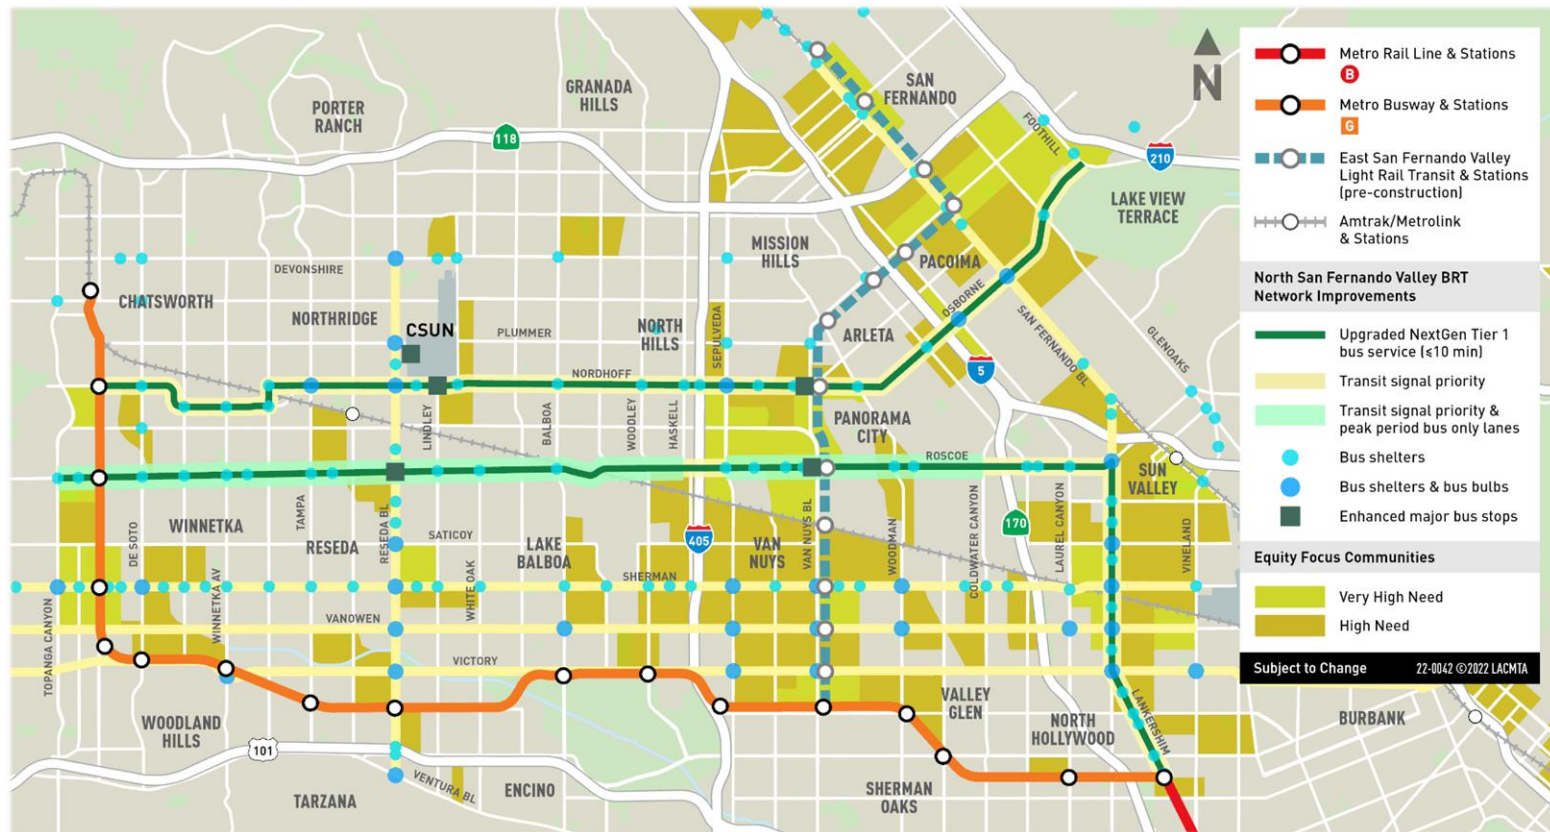 SAN
FERNANDO
GRANADA
HILLS
PORTER
RANCH
118
FOOTHILL
210
LAKE VIEW
TERRACE
MISSION
HILLS
PACOIMA
DEVONSHIRE
CHATSWORTH
NORTHRIDGE
CSUN
PLUMMER
NORTH
HILLS
SEPULVEDA
ARLETA
OSBORNE
SAN FERNANDO BL
GLENOAKS
5
NORDHOFF
LINDLEY
BALBOA
WOODLEY
HASKELL
PANORAMA
CITY
ROSCOE
SUN
VALLEY
WINNETKA
DE SOTO
TAMPA
RESEDA
RESEDA BL
SATICOY
LAKE
BALBOA
405
VAN
NUYS
VAN NUYS BL
WOODMAN
COLDWATER CANYON
170
LAUREL CANYON
VINELAND
SHERMAN
WHITE OAK
WINNETKA AV
VANOWEN
TOPANGA CANYON
VICTORY
WOODLAND
HILLS
101
VALLEY
GLEN
NORTH
HOLLYWOOD
LANKERSHIM
BURBANK
TARZANA
VENTURA BL
ENCINO
SHERMAN
OAKS
N
Metro Rail Line & Stations
B
Metro Busway & Stations
G
East San Fernando Valley
Light Rail Transit & Stations
(pre-construction)
Amtrak/Metrolink
& Stations
North San Fernando Valley BRT
Network Improvements
Upgraded NextGen Tier 1
bus service (≤10 min)
Transit signal priority
Transit signal priority &
peak period bus only lanes
Bus shelters
Bus shelters & bus bulbs
Enhanced major bus stops
Equity Focus Communities
Very High Need
High Need
Subject to Change 22-0042 ©2022 LACMTA